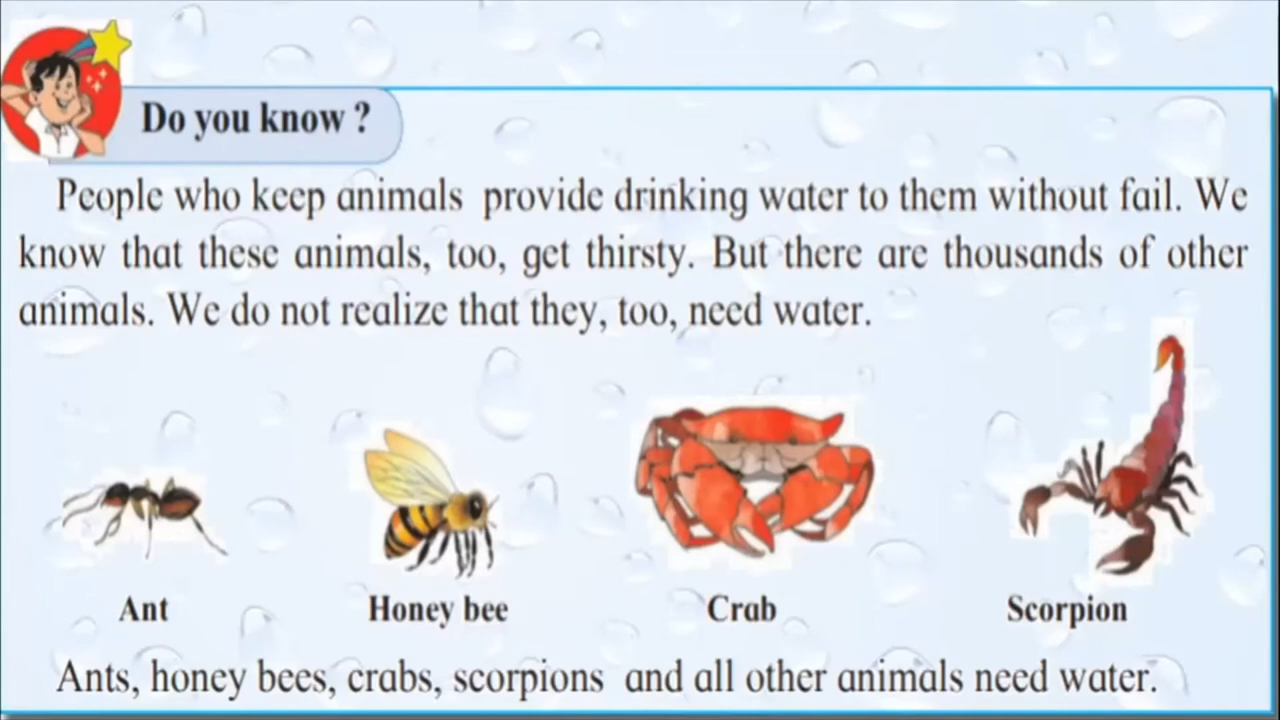 Do you know ?
People who keep animals provide drinking water to them without fail. We
know that these animals, too, get thirsty. But there are thousands of other
animals. We do not realize that they, too, need water.
Ant
Honey bee
Crab
Scorpion
Ants, honey bees, crabs, scorpions and all other animals need water.